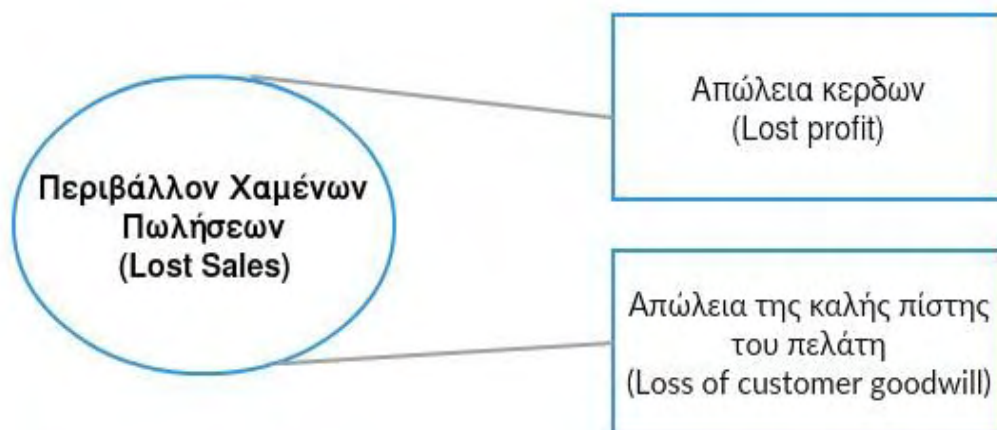 Περιβάλλον Χαμένων
Πωλήσεων
(Lost Sales)
Απώλεια κερδων
(Lost profit)
Απώλεια της καλής πίστης
του πελάτη
(Loss of customer goodwill)